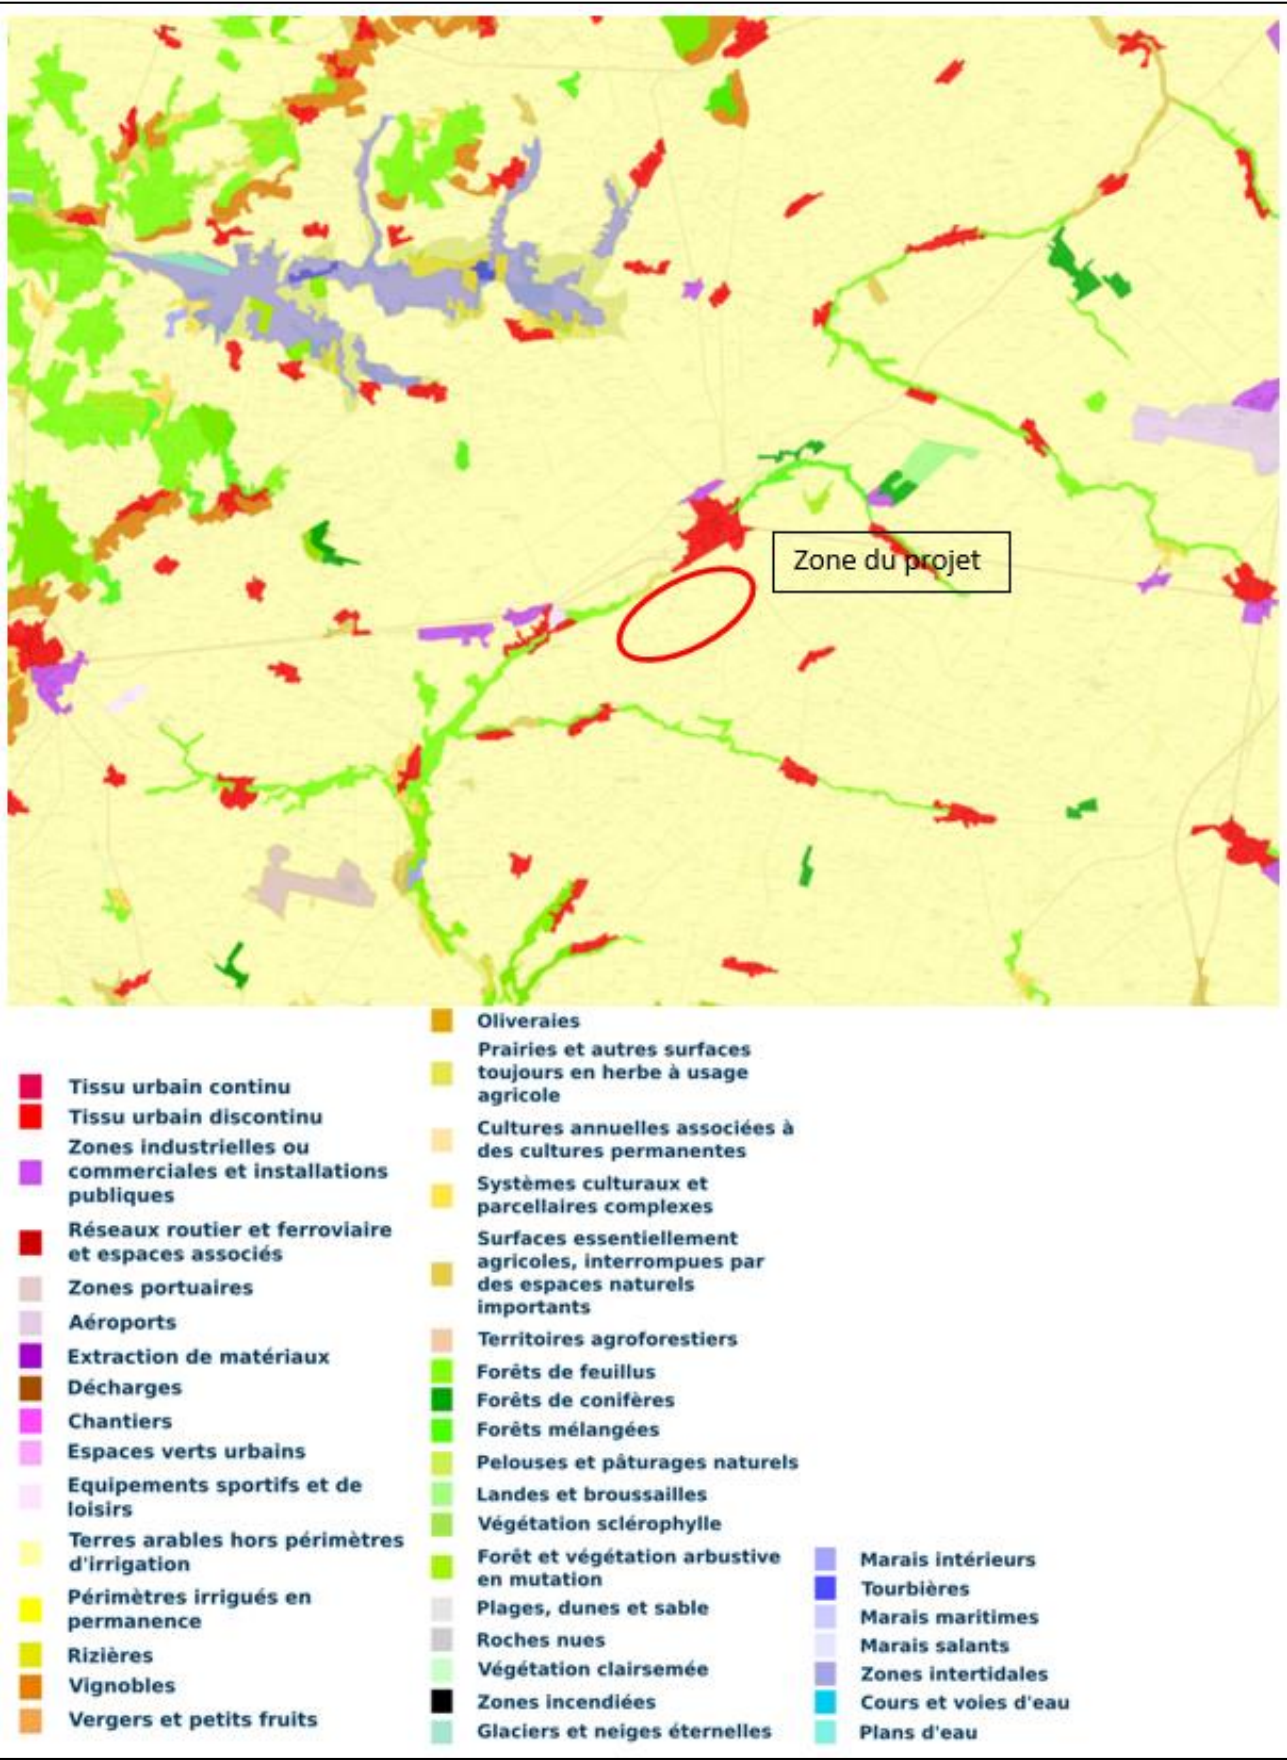 Zone du projet
Tissu urbain continu
Tissu urbain discontinu
Zones industrielles ou
commerciales et installations
publiques
Réseaux routier et ferroviaire
et espaces associés
Zones portuaires
Aéroports
Extraction de matériaux
Décharges
Chantiers
Espaces verts urbains
Equipements sportifs et de
loisirs
Terres arables hors périmètres
d'irrigation
Périmètres irrigués en
permanence
Rizières
Vignobles
Vergers et petits fruits
Oliveraies
Prairies et autres surfaces
toujours en herbe à usage
agricole
Cultures annuelles associées à
des cultures permanentes
Systèmes culturaux et
parcellaires complexes
Surfaces essentiellement
agricoles, interrompues par
des espaces naturels
importants
Territoires agroforestiers
Forêts de feuillus
Forêts de conifères
Forêts mélangées
Pelouses et pâturages naturels
Landes et broussailles
Végétation sclérophylle
Forêt et végétation arbustive
en mutation
Plages, dunes et sable
Roches nues
Végétation clairsemée
Zones incendiées
Glaciers et neiges éternelles
Marais intérieurs
Tourbières
Marais maritimes
Marais salants
Zones intertidales
Cours et voies d'eau
Plans d'eau